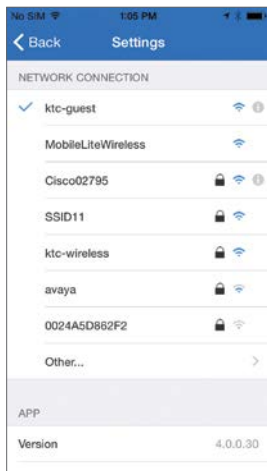 No SIM 1:05 PM
Back Settings
NETWORK CONNECTION
ktc-guest
MobileLiteWireless
Cisco02795
SSID11
ktc-wireless
avaya
0024A5D862F2
Other...
APP
Version 4.0.0.30